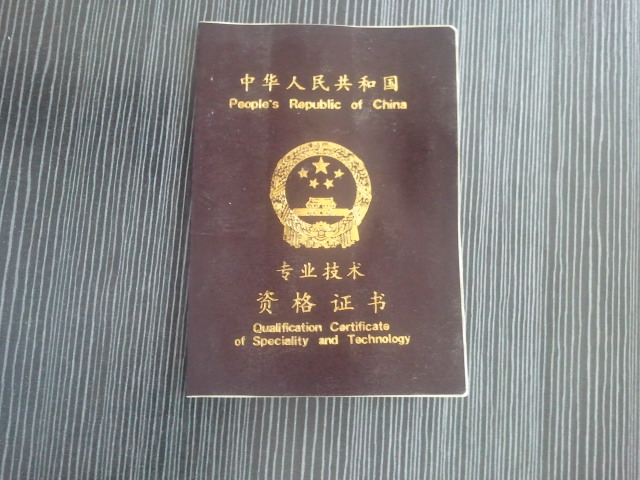 中华人民共和国
People's Republic of China
专业技术
资格证书
Qualification Certificate
of Speciality and Technology